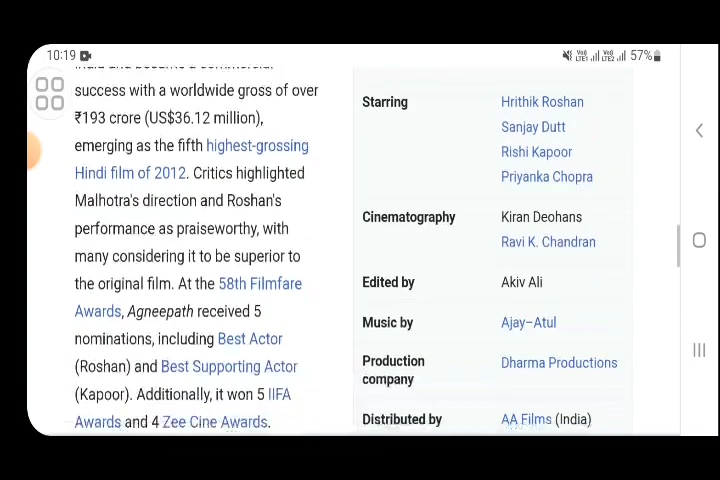 10:19
Vo) LTE1 Vo) LTE2 57%
success with a worldwide gross of over
₹193 crore (US$36.12 million),
emerging as the fifth highest-grossing
Hindi film of 2012. Critics highlighted
Malhotra's direction and Roshan's
performance as praiseworthy, with
many considering it to be superior to
the original film. At the 58th Filmfare
Awards, Agneepath received 5
nominations, including Best Actor
(Roshan) and Best Supporting Actor
(Kapoor). Additionally, it won 5 IIFA
Awards and 4 Zee Cine Awards.
Starring
Hrithik Roshan
Sanjay Dutt
Rishi Kapoor
Priyanka Chopra
Cinematography
Kiran Deohans
Ravi K. Chandran
Edited by
Akiv Ali
Music by
Ajay–Atul
Production
company
Dharma Productions
Distributed by
AA Films (India)